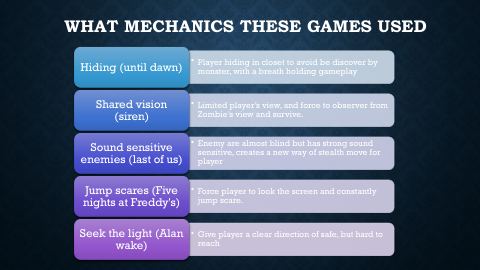 WHAT MECHANICS THESE GAMES USED
Hiding (until dawn)
• Player hiding in closet to avoid be discover by
monster, with a breath holding gameplay
Shared vision
(siren)
• Limited player's view, and force to observer from
Zombie's view and survive.
Sound sensitive
enemies (last of us)
• Enemy are almost blind but has strong sound
sensitive, creates a new way of stealth move for
player
Jump scares (Five
nights at Freddy's)
• Force player to look the screen and constantly
jump scare.
Seek the light (Alan
wake)
• Give player a clear direction of safe, but hard to
reach